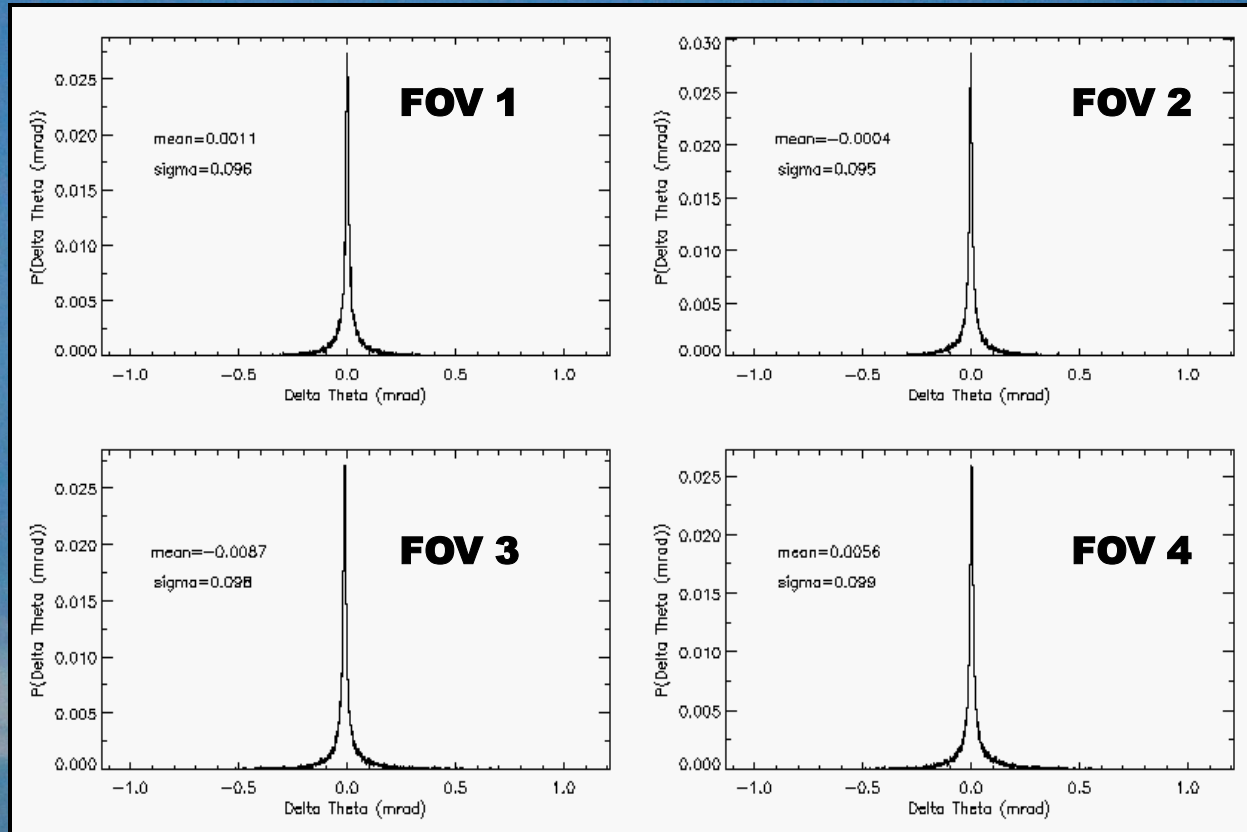 0.025
0.020
0.015
0.010
0.005
0.000
P(Delta Theta (mrad))
FOV 1
mean=0.0011
sigma=0.096
−1.0 −0.5 0.0 0.5 1.0
Delta Theta (mrad)
0.030
0.025
0.020
0.015
0.010
0.005
0.000
P(Delta Theta (mrad))
FOV 2
mean=−0.0004
sigma=0.095
−1.0 −0.5 0.0 0.5 1.0
Delta Theta (mrad)
0.025
0.020
0.015
0.010
0.005
0.000
P(Delta Theta (mrad))
FOV 3
mean=−0.0087
sigma=0.098
−1.0 −0.5 0.0 0.5 1.0
Delta Theta (mrad)
0.025
0.020
0.015
0.010
0.005
0.000
P(Delta Theta (mrad))
FOV 4
mean=0.0056
sigma=0.099
−1.0 −0.5 0.0 0.5 1.0
Delta Theta (mrad)